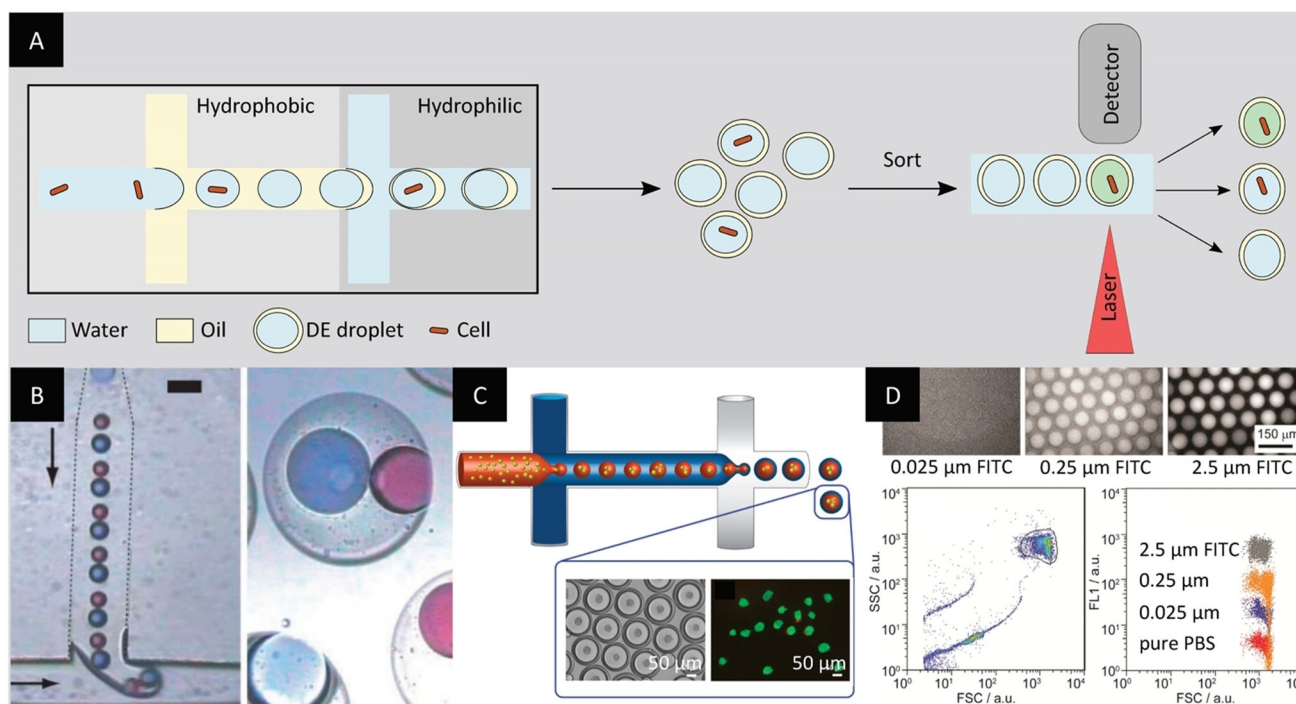 A
Hydrophobic
Hydrophilic
Sort
Detector
Laser
Water
Oil
DE droplet
Cell
B
C
50 μm
50 μm
D
150 μm
0.025 μm FITC
0.25 μm FITC
2.5 μm FITC
SSC / a.u.
10⁴
10³
10²
10¹
10⁰
10⁰
10¹
10²
10³
10⁴
FSC / a.u.
FL1 / a.u.
10⁴
10³
10²
10¹
10⁰
2.5 μm FITC
0.25 μm
0.025 μm
pure PBS
10⁰
10¹
10²
10³
FSC / a.u.